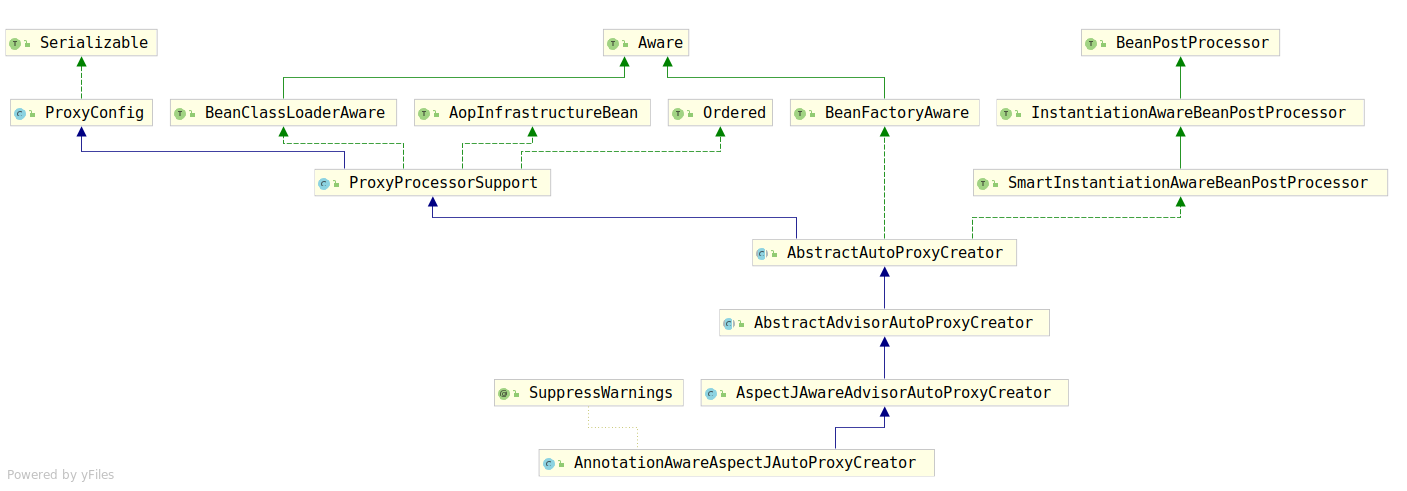 Serializable
Aware
BeanPostProcessor
ProxyConfig
BeanClassLoaderAware
AopInfrastructureBean
Ordered
BeanFactoryAware
InstantiationAwareBeanPostProcessor
ProxyProcessorSupport
SmartInstantiationAwareBeanPostProcessor
AbstractAutoProxyCreator
AbstractAdvisorAutoProxyCreator
SuppressWarnings
AspectJAwareAdvisorAutoProxyCreator
AnnotationAwareAspectJAutoProxyCreator
Powered by yFiles